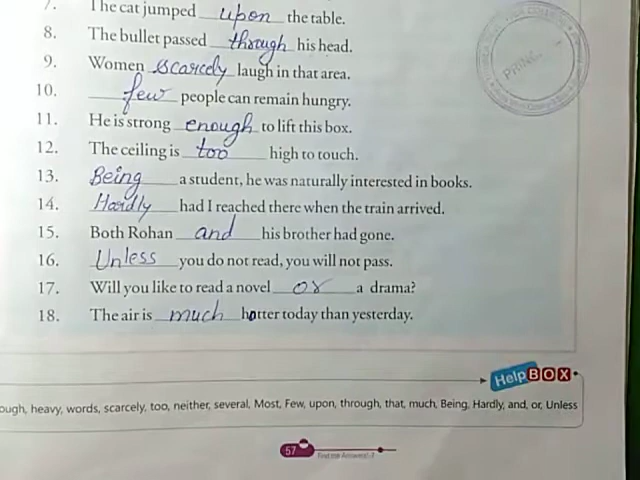 7. The cat jumped upon the table.
8. The bullet passed through his head.
9. Women scarcely laugh in that area.
10. few people can remain hungry.
11. He is strong enough to lift this box.
12. The ceiling is too high to touch.
13. Being a student, he was naturally interested in books.
14. Hardly had I reached there when the train arrived.
15. Both Rohan and his brother had gone.
16. Unless you do not read, you will not pass.
17. Will you like to read a novel or a drama?
18. The air is much hotter today than yesterday.
Help BOX
ough, heavy, words, scarcely, too, neither, several, Most, Few, upon, through, that, much, Being, Hardly, and, or, Unless
57